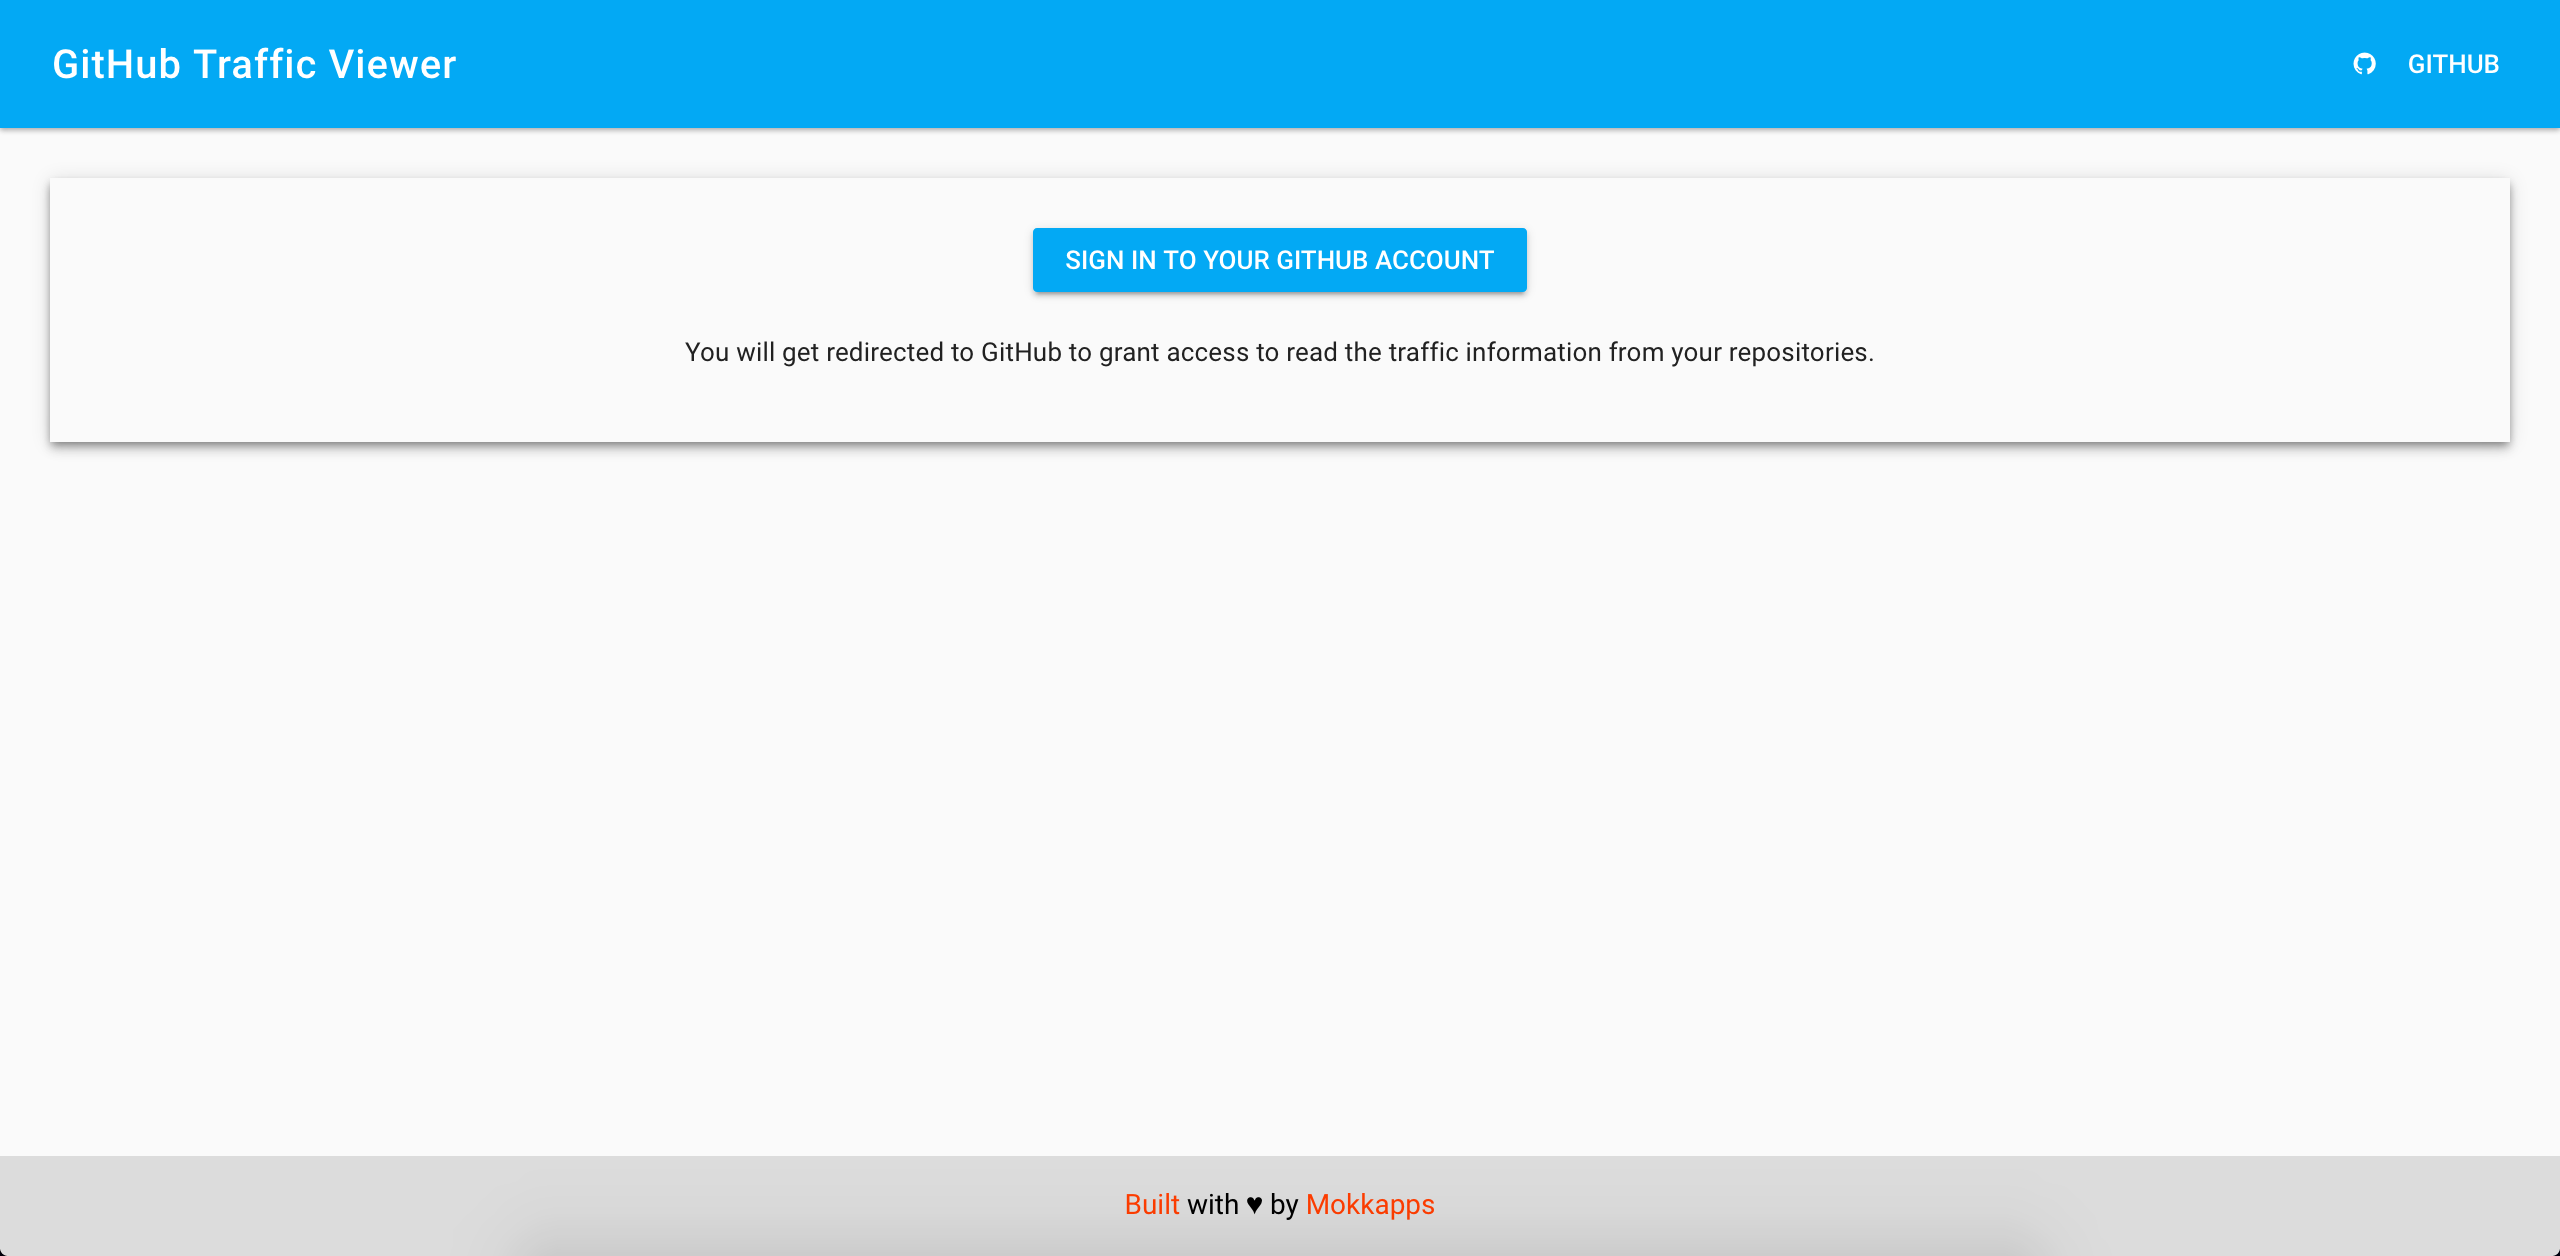 GitHub Traffic Viewer
GITHUB
SIGN IN TO YOUR GITHUB ACCOUNT
You will get redirected to GitHub to grant access to read the traffic information from your repositories.
Built with ♥ by Mokkapps